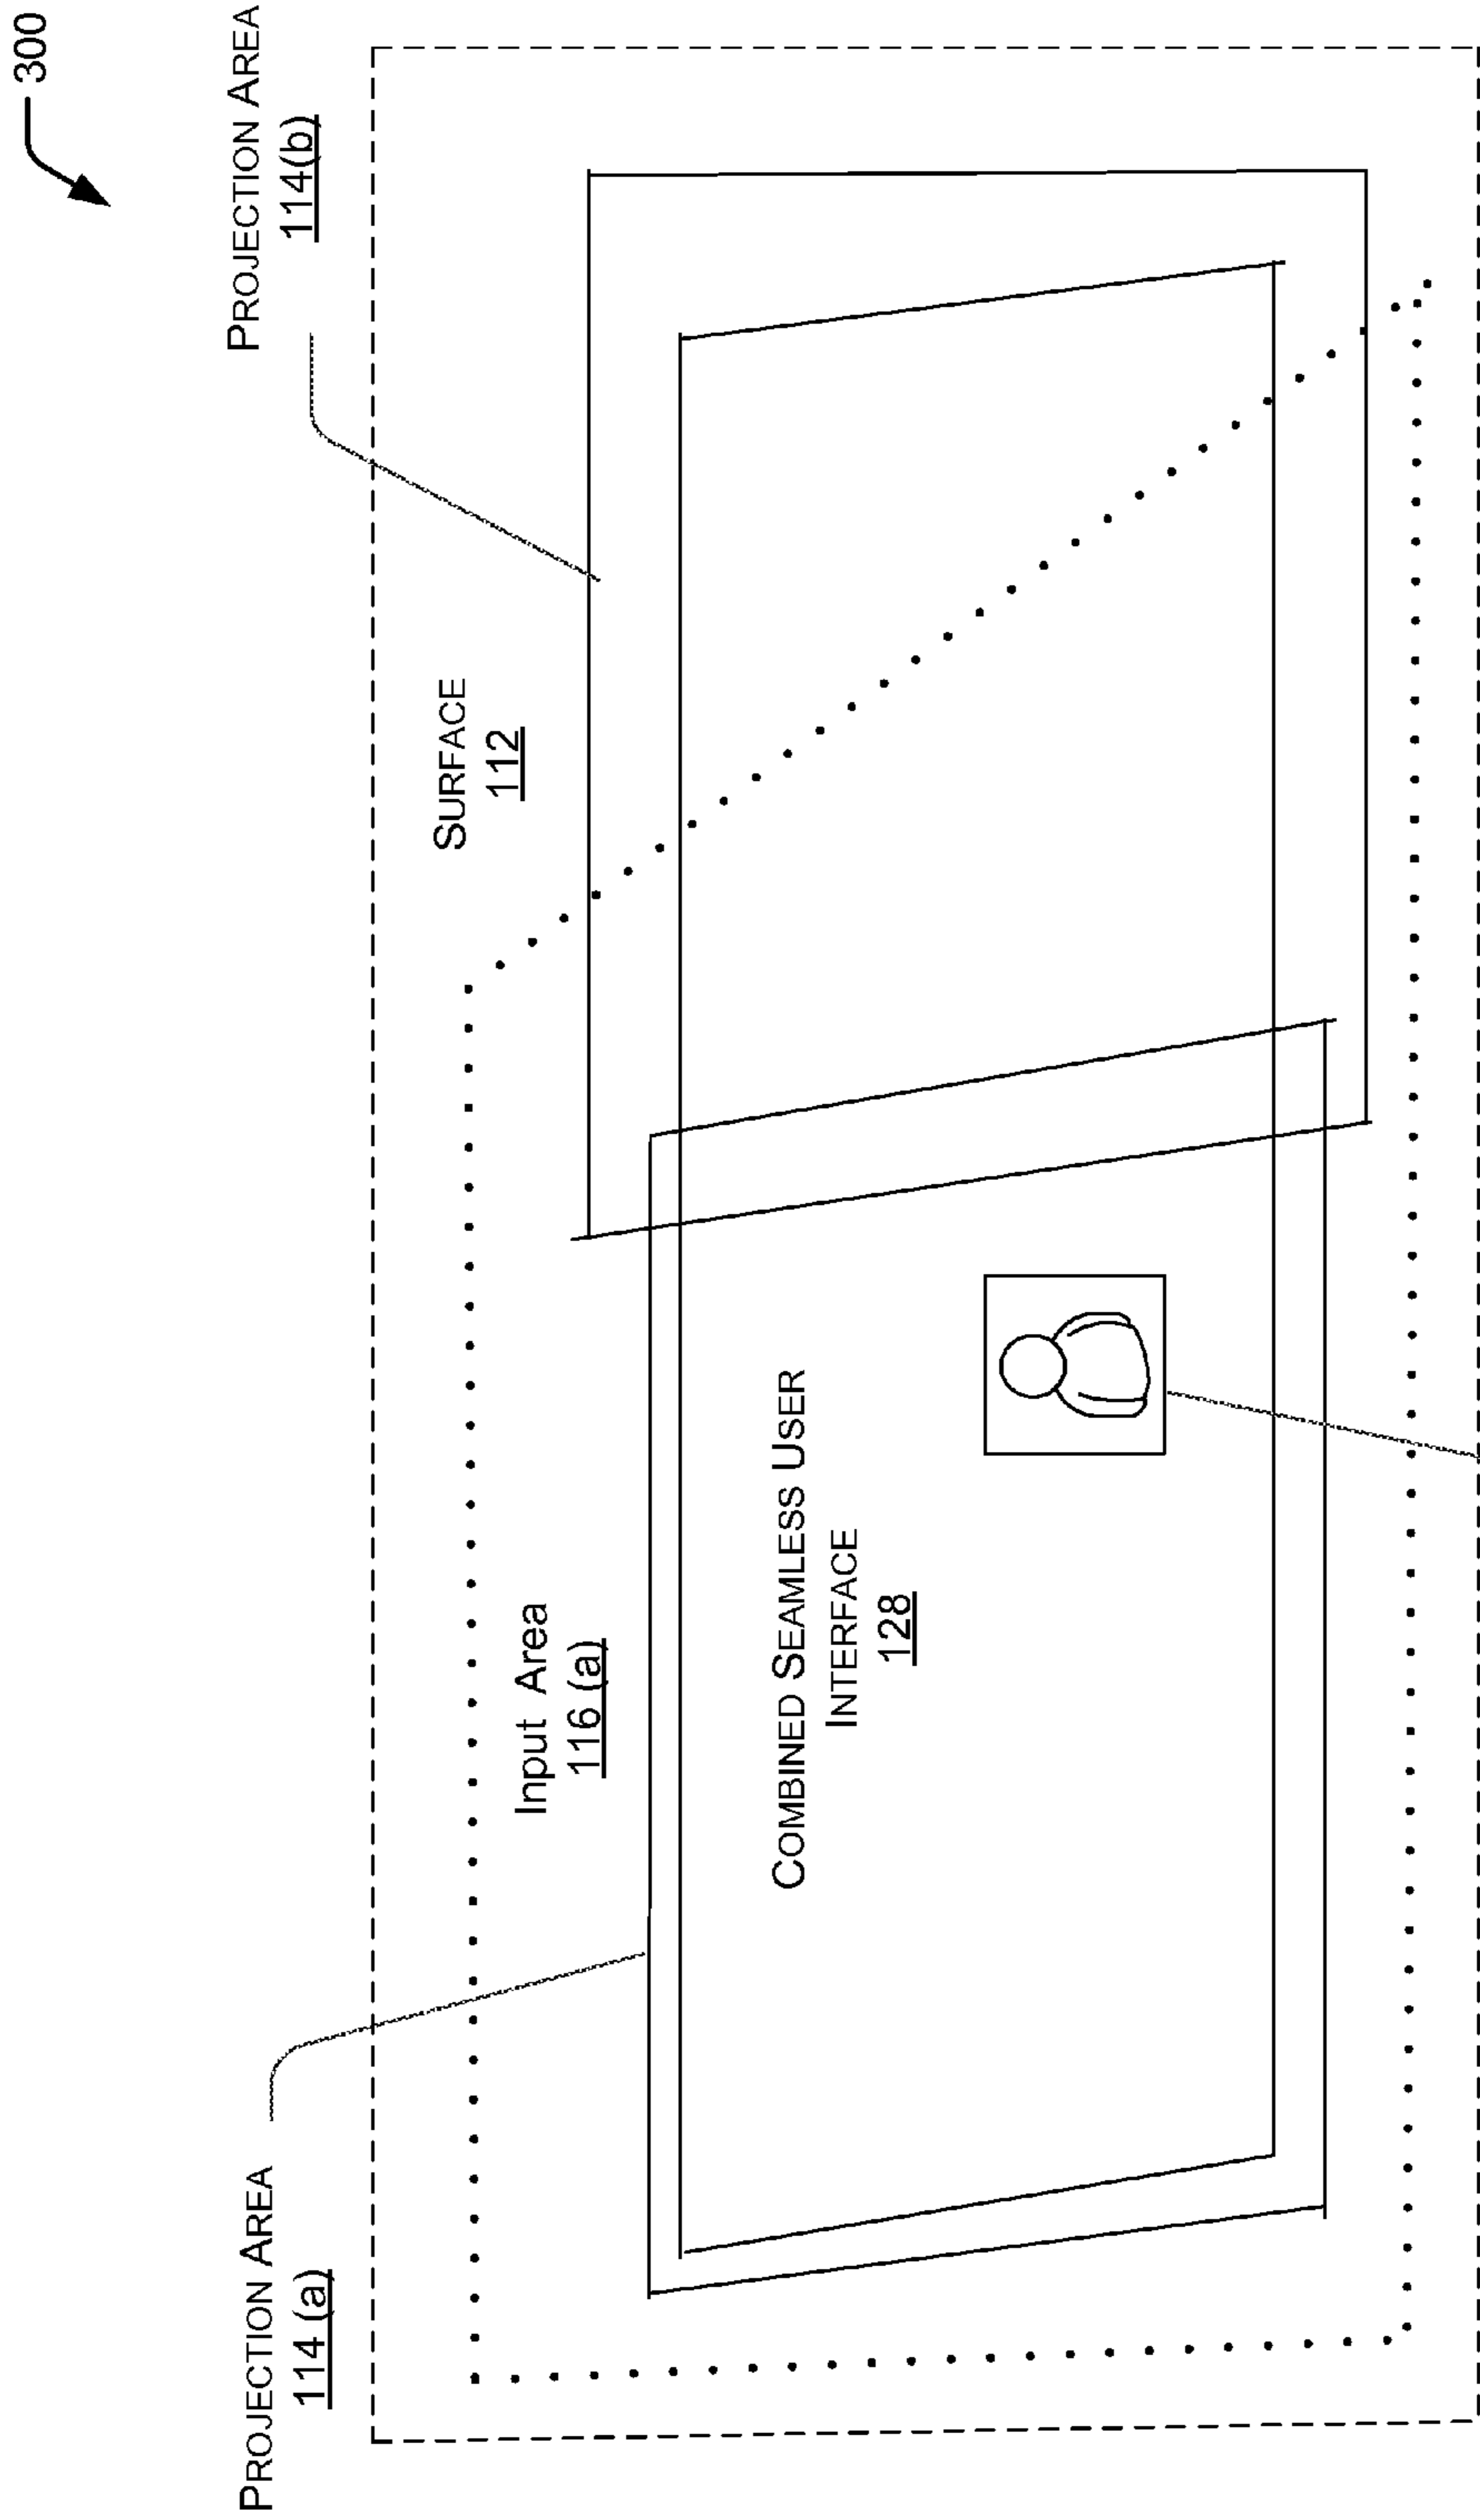 300
PROJECTION AREA
114 (a)
PROJECTION AREA
114(b)
SURFACE
112
Input Area
116 (a)
COMBINED SEAMLESS USER
INTERFACE
128